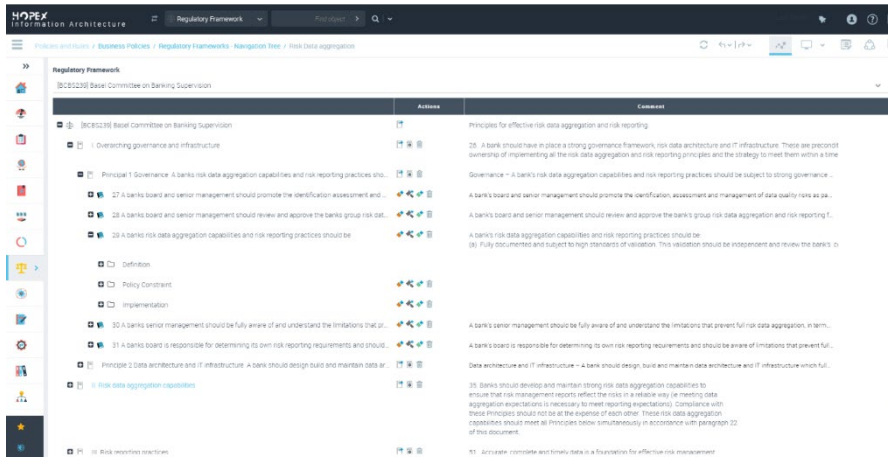 HOPEX
Information Architecture
Regulatory Framework
Find object
Policies and Rules / Business Policies / Regulatory Frameworks - Navigation Tree / Risk Data aggregation
Regulatory Framework
[BCBS239] Basel Committee on Banking Supervision
Actions
Comment
[BCBS239] Basel Committee on Banking Supervision
Principles for effective risk data aggregation and risk reporting
I. Overarching governance and infrastructure
28. A bank should have in place a strong governance framework, risk data architecture and IT infrastructure. These are precondit
ownership of implementing all the risk data aggregation and risk reporting principles and the strategy to meet them within a time
Principal 1 Governance A banks risk data aggregation capabilities and risk reporting practices sho...
Governance – A bank's risk data aggregation capabilities and risk reporting practices should be subject to strong governance ...
27 A banks board and senior management should promote the identification assessment and ...
A bank's board and senior management should promote the identification, assessment and management of data quality risks as pa...
28 A banks board and senior management should review and approve the banks group risk dat...
A bank's board and senior management should review and approve the bank's group risk data aggregation and risk reporting f...
29 A banks risk data aggregation capabilities and risk reporting practices should be
A bank's risk data aggregation capabilities and risk reporting practices should be:
(a) Fully documented and subject to high standards of validation. This validation should be independent and review the bank's
Definition
Policy Constraint
Implementation
30 A banks senior management should be fully aware of and understand the limitations that pr...
A bank's senior management should be fully aware of and understand the limitations that prevent full risk data aggregation, in term...
31 A banks board is responsible for determining its own risk reporting requirements and should...
A bank's board is responsible for determining its own risk reporting requirements and should be aware of limitations that prevent full...
Principle 2 Data architecture and IT infrastructure A bank should design build and maintain data ar...
Data architecture and IT infrastructure – A bank should design, build and maintain data architecture and IT infrastructure which full...
II. Risk data aggregation capabilities
35. Banks should develop and maintain strong risk data aggregation capabilities to
ensure that risk management reports reflect the risks in a reliable way (ie meeting data
aggregation expectations is necessary to meet reporting expectations). Compliance with
these Principles should not be at the expense of each other. These risk data aggregation
capabilities should meet all Principles below simultaneously in accordance with paragraph 22
of this document.
III. Risk reporting practices
51. Accurate, complete and timely data is a foundation for effective risk management